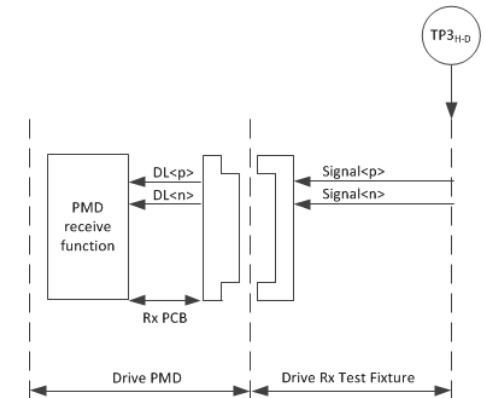 TP3H-D
DL<p>
Signal<p>
DL<n>
Signal<n>
PMD
receive
function
Rx PCB
Drive PMD
Drive Rx Test Fixture